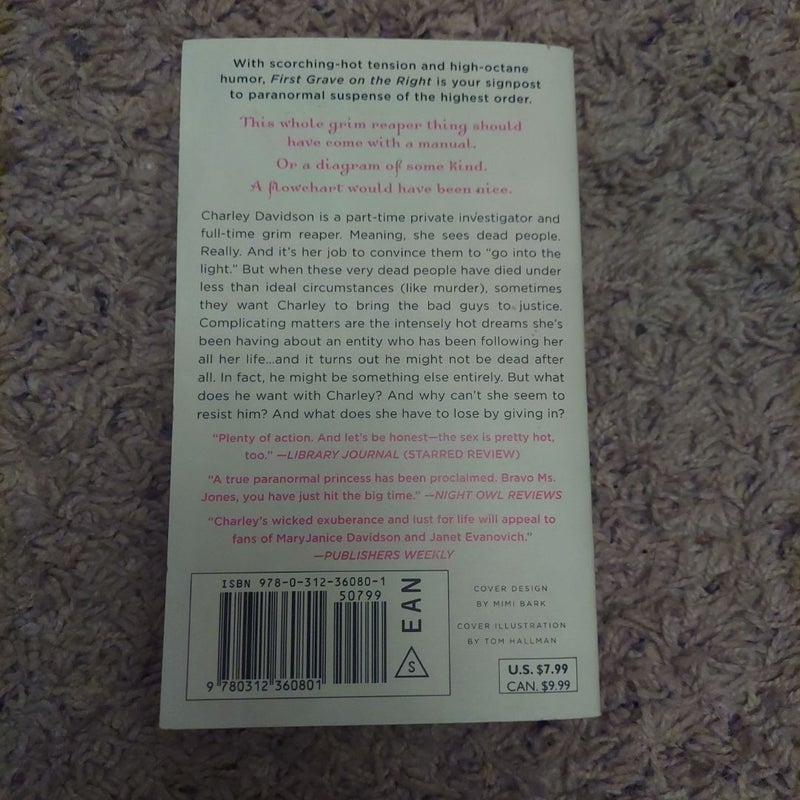 With scorching-hot tension and high-octane
humor, First Grave on the Right is your signpost
to paranormal suspense of the highest order.
This whole grim reaper thing should
have come with a manual.
Or a diagram of some kind.
A flowchart would have been nice.
Charley Davidson is a part-time private investigator and
full-time grim reaper. Meaning, she sees dead people.
Really. And it's her job to convince them to “go into the
light.” But when these very dead people have died under
less than ideal circumstances (like murder), sometimes
they want Charley to bring the bad guys to justice.
Complicating matters are the intensely hot dreams she's
been having about an entity who has been following her
all her life...and it turns out he might not be dead after
all. In fact, he might be something else entirely. But what
does he want with Charley? And why can't she seem to
resist him? And what does she have to lose by giving in?
“Plenty of action. And let's be honest—the sex is pretty hot,
too.” —LIBRARY JOURNAL (STARRED REVIEW)
“A true paranormal princess has been proclaimed. Bravo Ms.
Jones, you have just hit the big time.” —NIGHT OWL REVIEWS
“Charley's wicked exuberance and lust for life will appeal to
fans of MaryJanice Davidson and Janet Evanovich.”
—PUBLISHERS WEEKLY
ISBN 978-0-312-36080-1
50799
9 780312 360801
EAN
S
COVER DESIGN
BY MIMI BARK
COVER ILLUSTRATION
BY TOM HALLMAN
U.S. $7.99
CAN. $9.99